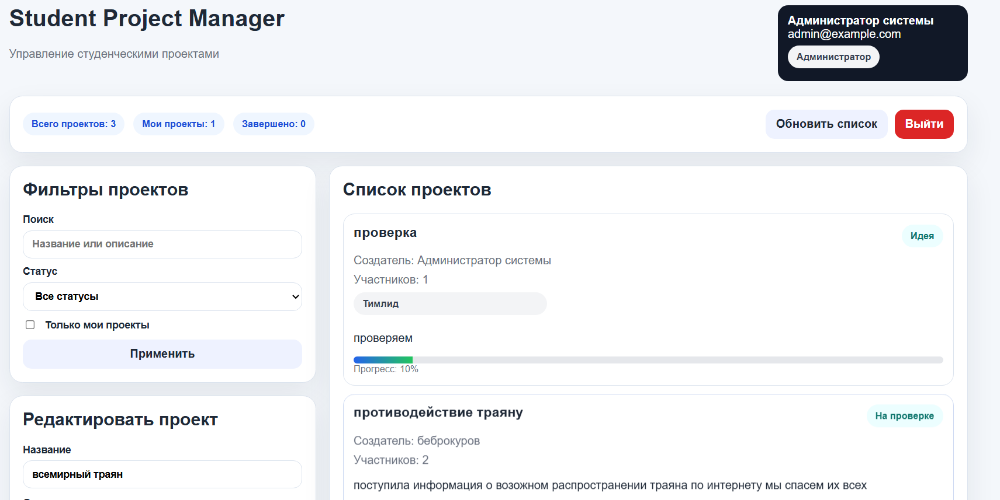 Student Project Manager
Управление студенческими проектами
Администратор системы
admin@example.com
Администратор
Всего проектов: 3
Мои проекты: 1
Завершено: 0
Обновить список
Выйти
Фильтры проектов
Поиск
Название или описание
Статус
Все статусы
Только мои проекты
Применить
Редактировать проект
Название
всемирный траян
Список проектов
проверка
Идея
Создатель: Администратор системы
Участников: 1
Тимлид
проверяем
Прогресс: 10%
противодействие траяну
На проверке
Создатель: беброкуров
Участников: 2
поступила информация о возожном распространении траяна по интернету мы спасем их всех